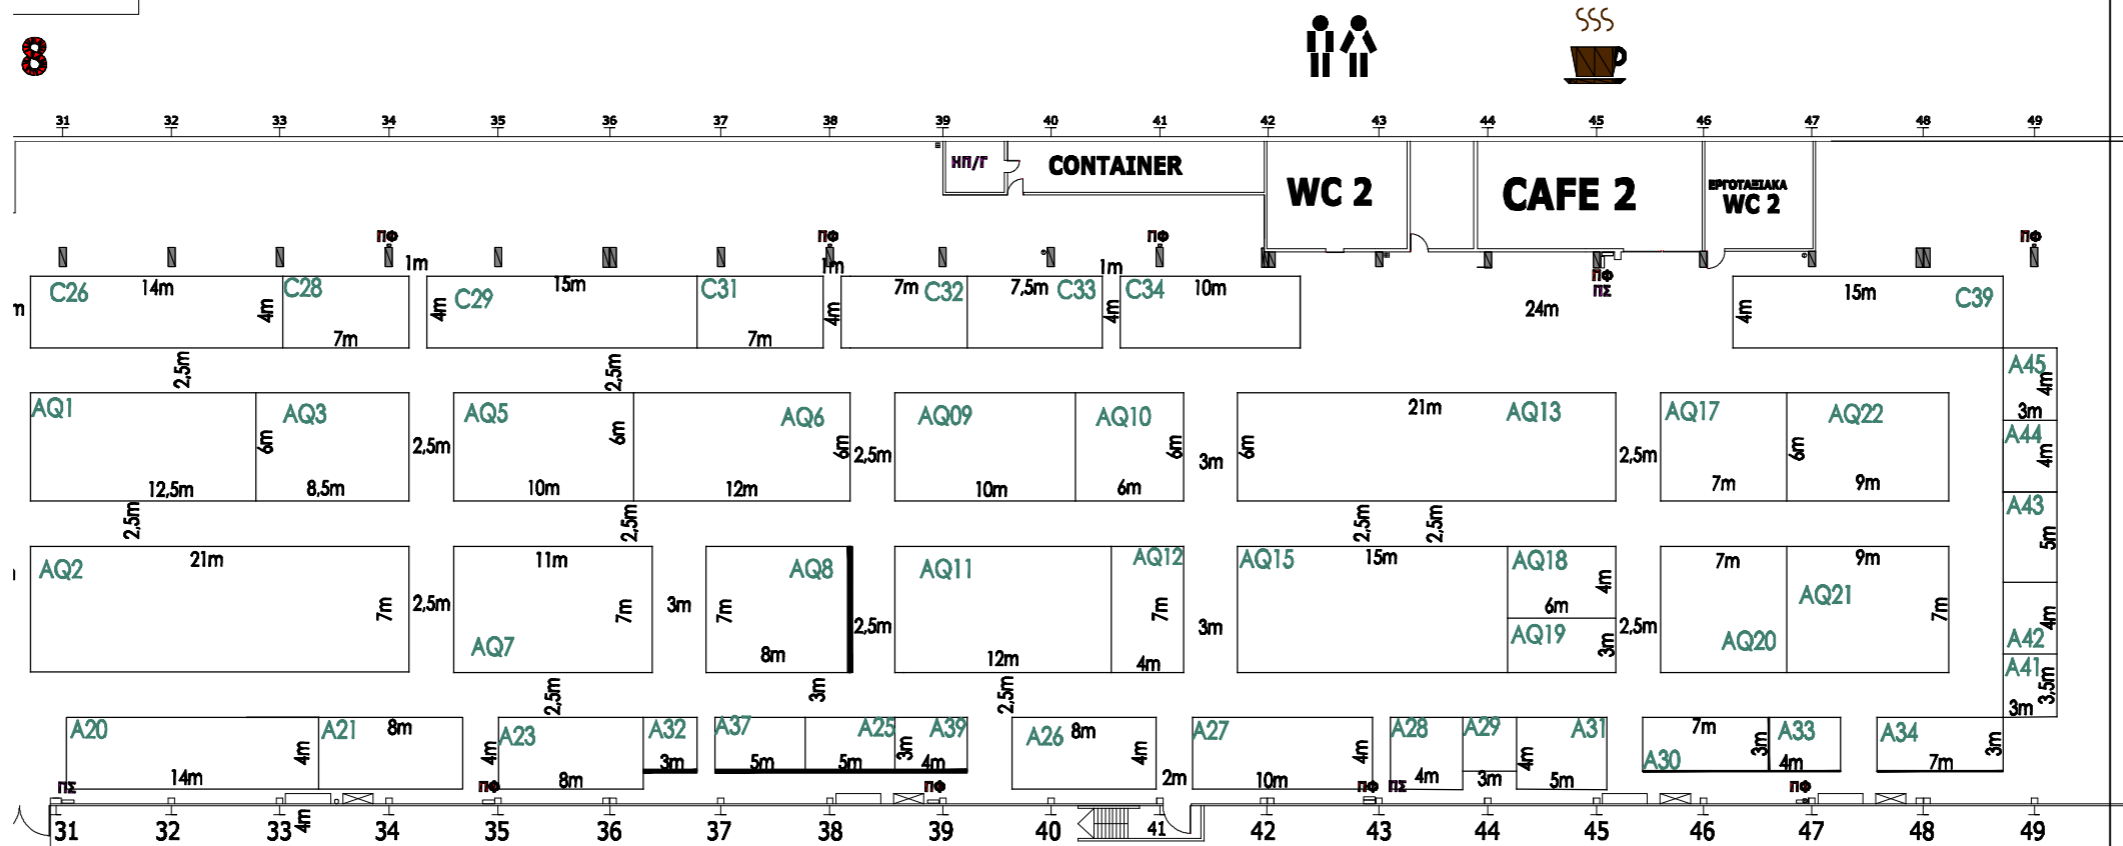 8
31 32 33 34 35 36 37 38 39 40 41 42 43 44 45 46 47 48 49
ΗΠ/Γ CONTAINER WC 2 CAFE 2 ΕΡΓΟΤΑΞΙΑΚΑ
WC 2
ΠΦ ΠΦ ΠΦ ΠΦ
1m 1m 1m
ΠΦ
ΠΣ
C26 14m 4m C28 7m
4m C29 15m C31 7m 4m
7m C32 7,5m C33 4m C34 10m
24m
4m 15m C39
m
2,5m 2,5m
A45 4m
3m
A44 4m
A43 5m
A42 4m
A41 3,5m
3m
AQ1 12,5m 6m AQ3 8,5m
2,5m
AQ5 10m 6m AQ6 12m 6m
2,5m
AQ09 10m AQ10 6m 6m
3m
6m 21m AQ13
2,5m
AQ17 7m 6m AQ22 9m
2,5m 2,5m 2,5m 2,5m
AQ2 21m 7m
2,5m
11m AQ7 7m
3m
7m AQ8 8m
2,5m
AQ11 12m AQ12 7m 4m
3m
AQ15 15m
AQ18 4m
6m
AQ19 3m
2,5m
7m AQ20
9m AQ21 7m
2,5m 3m 2,5m
A20 14m 4m A21 8m
4m A23 8m A32 3m
A37 5m A25 5m 3m A39 4m
A26 8m 4m
2m
A27 10m 4m
A28 4m A29 3m 4m A31 5m
7m A30 3m A33 4m
A34 7m 3m
ΠΣ ΠΦ ΠΦ ΠΦ ΠΣ ΠΦ
4m
31 32 33 34 35 36 37 38 39 40 41 42 43 44 45 46 47 48 49